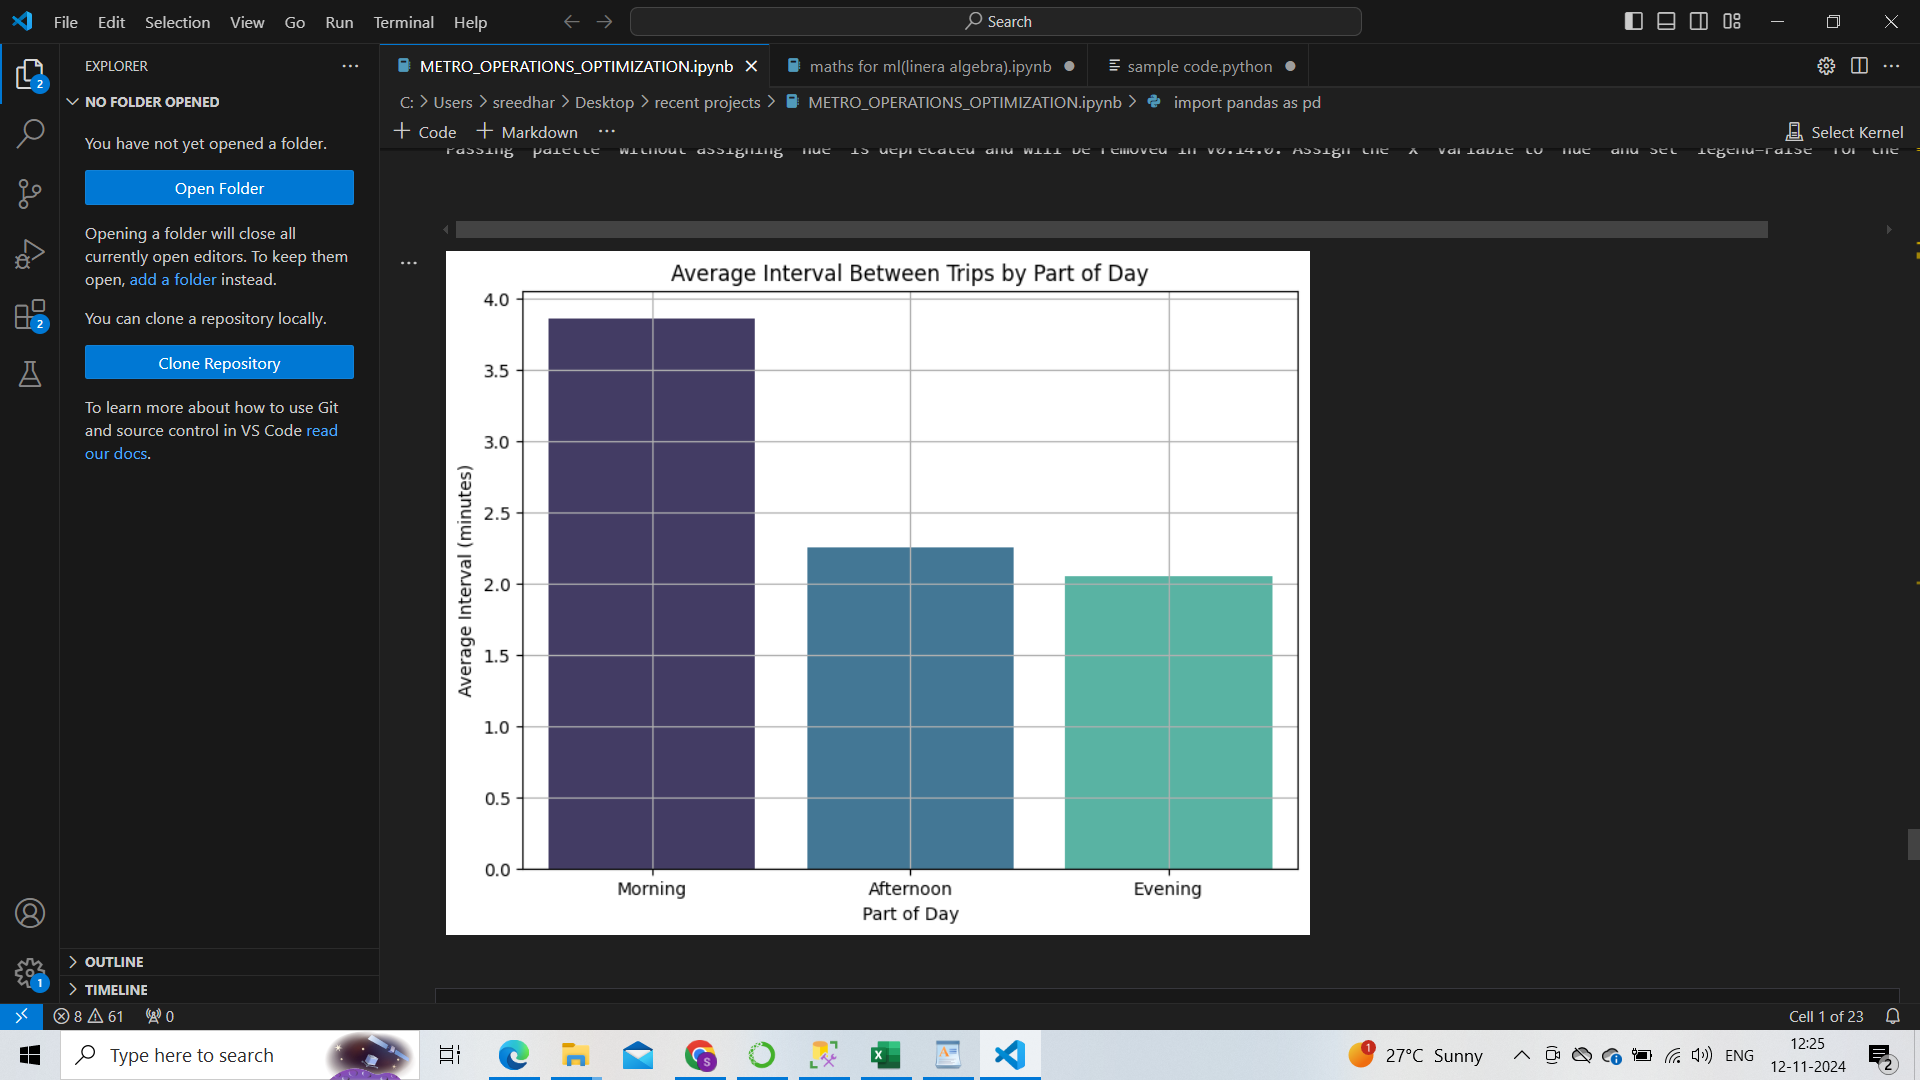 File Edit Selection View Go Run Terminal Help
Search
EXPLORER
NO FOLDER OPENED
You have not yet opened a folder.
Open Folder
Opening a folder will close all
currently open editors. To keep them
open, add a folder instead.
You can clone a repository locally.
Clone Repository
To learn more about how to use Git
and source control in VS Code read
our docs.
OUTLINE
TIMELINE
2
2
1
METRO_OPERATIONS_OPTIMIZATION.ipynb
maths for ml(linera algebra).ipynb
sample code.python
C: > Users > sreedhar > Desktop > recent projects > METRO_OPERATIONS_OPTIMIZATION.ipynb > import pandas as pd
+ Code + Markdown ...
Select Kernel
Passing `palette` without assigning `hue` is deprecated and will be removed in v0.14.0. Assign the `x` variable to `hue` and set `legend=False` for the
Average Interval Between Trips by Part of Day
4.0
3.5
3.0
2.5
2.0
1.5
1.0
0.5
0.0
Average Interval (minutes)
Morning Afternoon Evening
Part of Day
8 61 0
Cell 1 of 23
Type here to search
S
1
27°C Sunny
ENG
12:25
12-11-2024
2